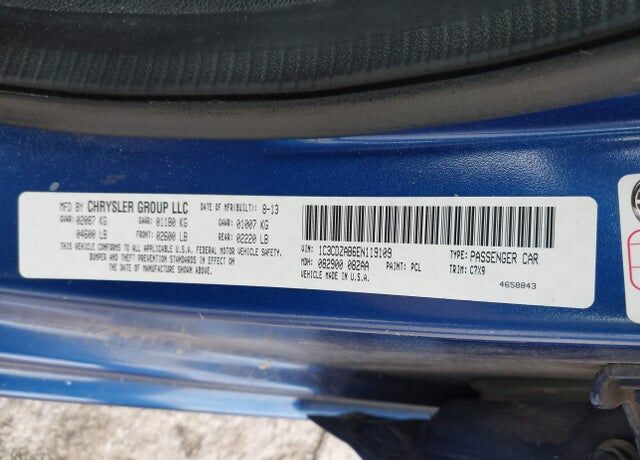 MFD BY CHRYSLER GROUP LLC DATE OF MFR(BUILT): 8-13
GVWR: 02087 KG GAWR: 01180 KG GAWR: 01007 KG
04600 LB FRONT: 02600 LB REAR: 02220 LB
THIS VEHICLE CONFORMS TO ALL APPLICABLE U.S.A. FEDERAL MOTOR VEHICLE SAFETY,
BUMPER AND THEFT PREVENTION STANDARDS IN EFFECT ON
THE DATE OF MANUFACTURE SHOWN ABOVE.
VIN: 1C3CDZAB6EN119109 TYPE: PASSENGER CAR
MDH: 082900 082AA PAINT: PCL TRIM: C7X9
VEHICLE MADE IN U.S.A.
4658843